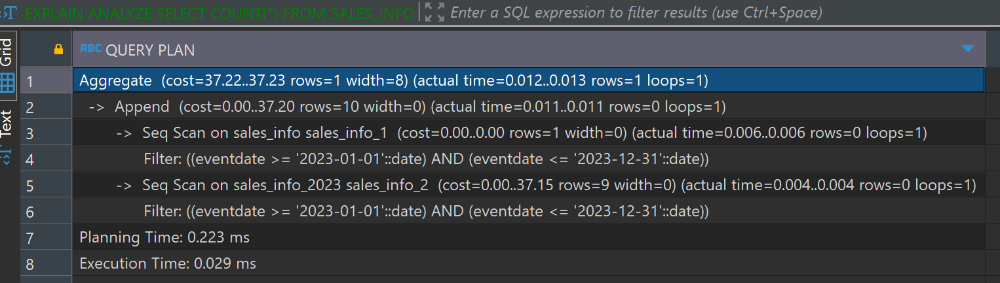 EXPLAIN ANALYZE SELECT COUNT(*) FROM SALES_INFO Enter a SQL expression to filter results (use Ctrl+Space)
Grid
Text
ABC QUERY PLAN
1 Aggregate (cost=37.22..37.23 rows=1 width=8) (actual time=0.012..0.013 rows=1 loops=1)
2 -> Append (cost=0.00..37.20 rows=10 width=0) (actual time=0.011..0.011 rows=0 loops=1)
3 -> Seq Scan on sales_info sales_info_1 (cost=0.00..0.00 rows=1 width=0) (actual time=0.006..0.006 rows=0 loops=1)
4 Filter: ((eventdate >= '2023-01-01'::date) AND (eventdate <= '2023-12-31'::date))
5 -> Seq Scan on sales_info_2023 sales_info_2 (cost=0.00..37.15 rows=9 width=0) (actual time=0.004..0.004 rows=0 loops=1)
6 Filter: ((eventdate >= '2023-01-01'::date) AND (eventdate <= '2023-12-31'::date))
7 Planning Time: 0.223 ms
8 Execution Time: 0.029 ms